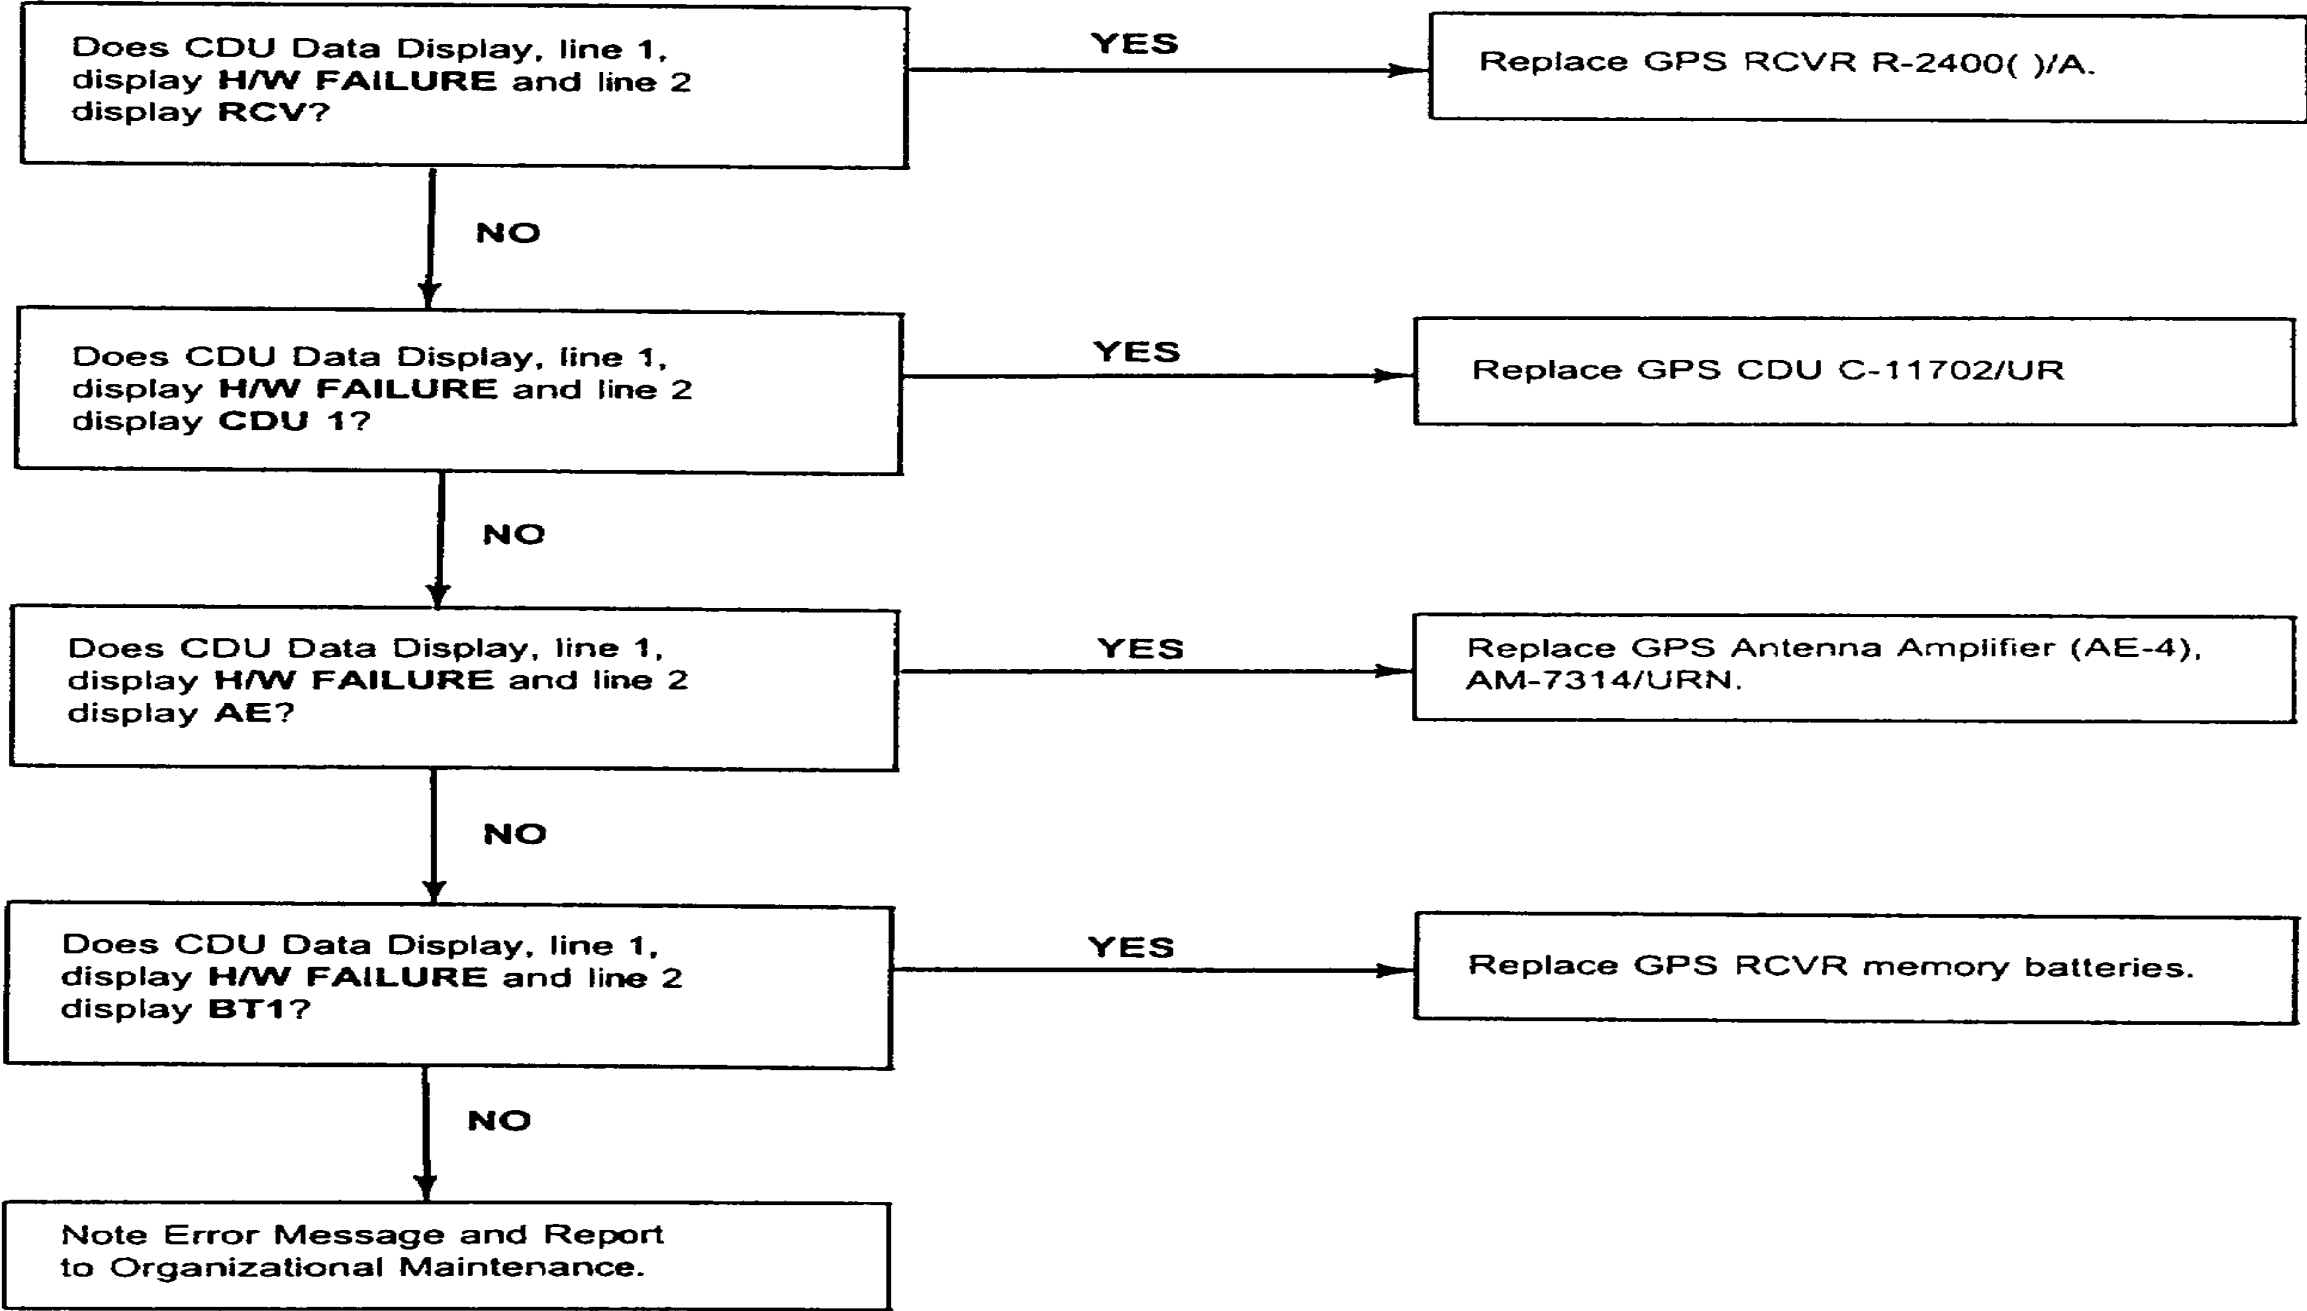 Does CDU Data Display, line 1,
display H/W FAILURE and line 2
display RCV?
YES
Replace GPS RCVR R-2400( )/A.
NO
Does CDU Data Display, line 1,
display H/W FAILURE and line 2
display CDU 1?
YES
Replace GPS CDU C-11702/UR
NO
Does CDU Data Display, line 1,
display H/W FAILURE and line 2
display AE?
YES
Replace GPS Antenna Amplifier (AE-4),
AM-7314/URN.
NO
Does CDU Data Display, line 1,
display H/W FAILURE and line 2
display BT1?
YES
Replace GPS RCVR memory batteries.
NO
Note Error Message and Report
to Organizational Maintenance.